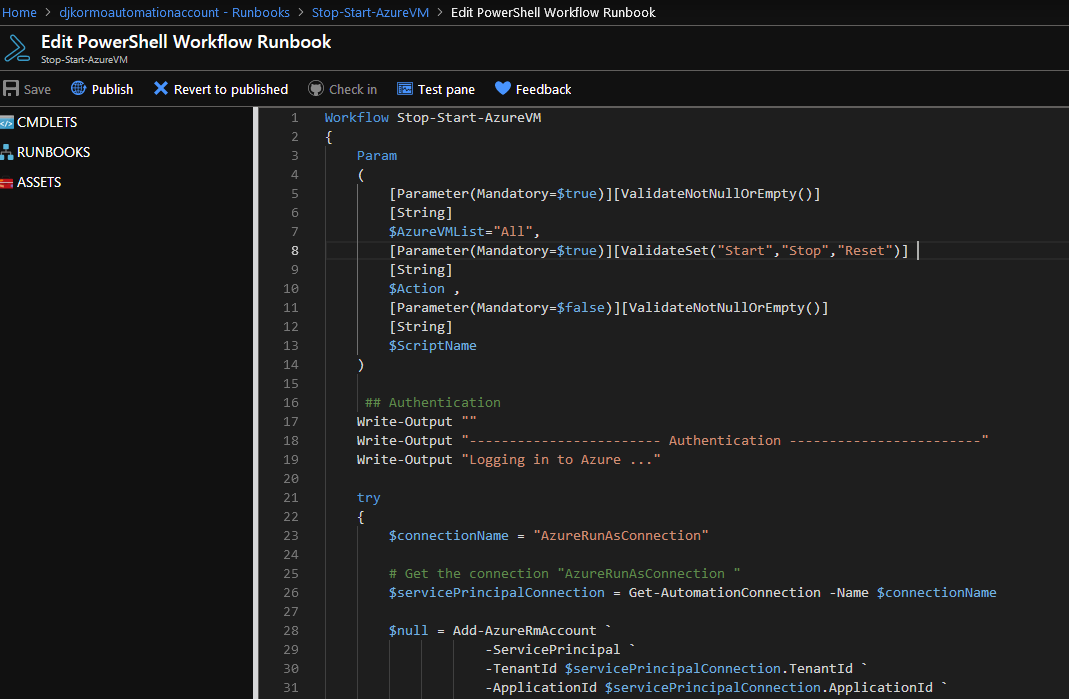 Home > djkormoautomationaccount - Runbooks > Stop-Start-AzureVM > Edit PowerShell Workflow Runbook
Edit PowerShell Workflow Runbook
Stop-Start-AzureVM
Save Publish Revert to published Check in Test pane Feedback
CMDLETS
RUNBOOKS
ASSETS
1 Workflow Stop-Start-AzureVM
2 {
3 Param
4 (
5 [Parameter(Mandatory=$true)][ValidateNotNullOrEmpty()]
6 [String]
7 $AzureVMList="All",
8 [Parameter(Mandatory=$true)][ValidateSet("Start","Stop","Reset")]
9 [String]
10 $Action ,
11 [Parameter(Mandatory=$false)][ValidateNotNullOrEmpty()]
12 [String]
13 $ScriptName
14 )
15
16 ## Authentication
17 Write-Output ""
18 Write-Output "------------------------ Authentication ------------------------"
19 Write-Output "Logging in to Azure ..."
20
21 try
22 {
23 $connectionName = "AzureRunAsConnection"
24
25 # Get the connection "AzureRunAsConnection "
26 $servicePrincipalConnection = Get-AutomationConnection -Name $connectionName
27
28 $null = Add-AzureRmAccount `
29 -ServicePrincipal `
30 -TenantId $servicePrincipalConnection.TenantId `
31 -ApplicationId $servicePrincipalConnection.ApplicationId `